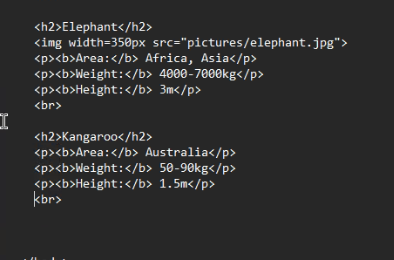 <h2>Elephant</h2>
<img width=350px src="pictures/elephant.jpg">
<p><b>Area:</b> Africa, Asia</p>
<p><b>Weight:</b> 4000-7000kg</p>
<p><b>Height:</b> 3m</p>
<br>
<h2>Kangaroo</h2>
<p><b>Area:</b> Australia</p>
<p><b>Weight:</b> 50-90kg</p>
<p><b>Height:</b> 1.5m</p>
<br>